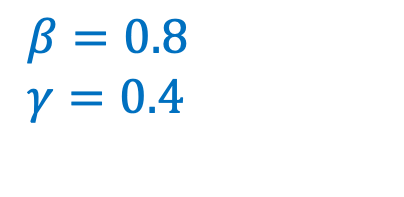 β = 0.8
γ = 0.4